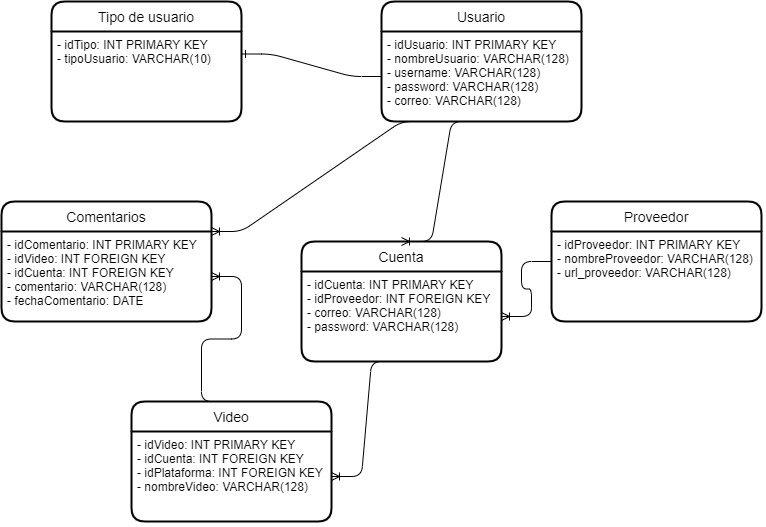 Tipo de usuario
- idTipo: INT PRIMARY KEY
- tipoUsuario: VARCHAR(10)
Usuario
- idUsuario: INT PRIMARY KEY
- nombreUsuario: VARCHAR(128)
- username: VARCHAR(128)
- password: VARCHAR(128)
- correo: VARCHAR(128)
Comentarios
- idComentario: INT PRIMARY KEY
- idVideo: INT FOREIGN KEY
- idCuenta: INT FOREIGN KEY
- comentario: VARCHAR(128)
- fechaComentario: DATE
Cuenta
- idCuenta: INT PRIMARY KEY
- idProveedor: INT FOREIGN KEY
- correo: VARCHAR(128)
- password: VARCHAR(128)
Proveedor
- idProveedor: INT PRIMARY KEY
- nombreProveedor: VARCHAR(128)
- url_proveedor: VARCHAR(128)
Video
- idVideo: INT PRIMARY KEY
- idCuenta: INT FOREIGN KEY
- idPlataforma: INT FOREIGN KEY
- nombreVideo: VARCHAR(128)